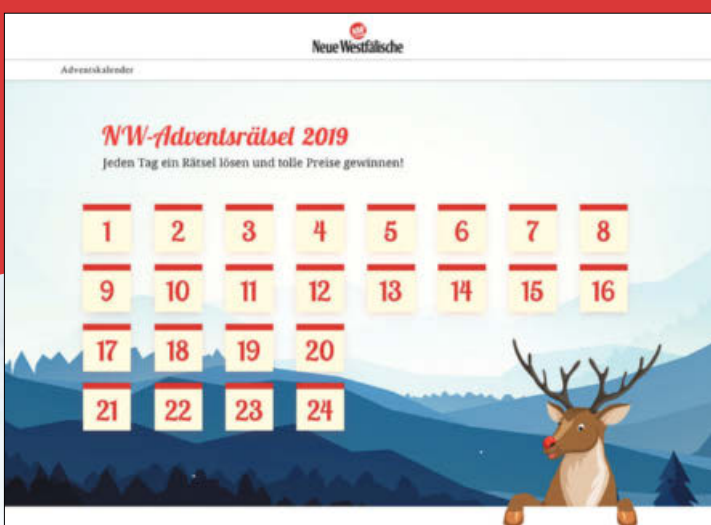 NW
Neue Westfälische
Adventskalender
NW-Adventsrätsel 2019
Jeden Tag ein Rätsel lösen und tolle Preise gewinnen!
1 2 3 4 5 6 7 8
9 10 11 12 13 14 15 16
17 18 19 20
21 22 23 24